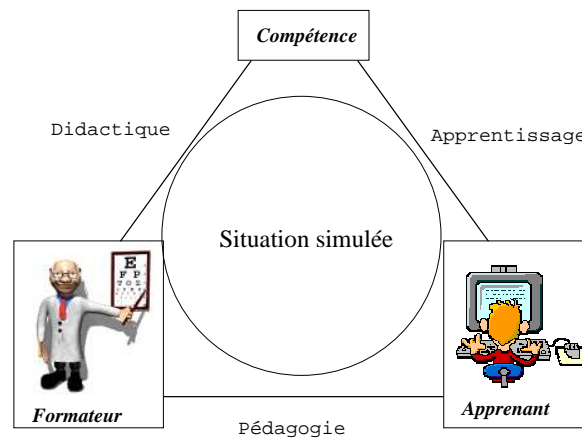 Compétence
Didactique
Apprentissage
Situation simulée
E
F P
T O Z
Formateur
Apprenant
Pédagogie